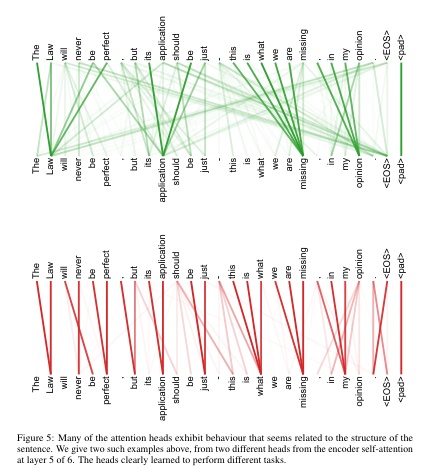 The Law will never be perfect , but its application should be just - this is what we are missing , in my opinion . <EOS> <pad>
The Law will never be perfect , but its application should be just - this is what we are missing , in my opinion . <EOS> <pad>
The Law will never be perfect , but its application should be just - this is what we are missing , in my opinion . <EOS> <pad>
The Law will never be perfect , but its application should be just - this is what we are missing , in my opinion . <EOS> <pad>
Figure 5: Many of the attention heads exhibit behaviour that seems related to the structure of the
sentence. We give two such examples above, from two different heads from the encoder self-attention
at layer 5 of 6. The heads clearly learned to perform different tasks.